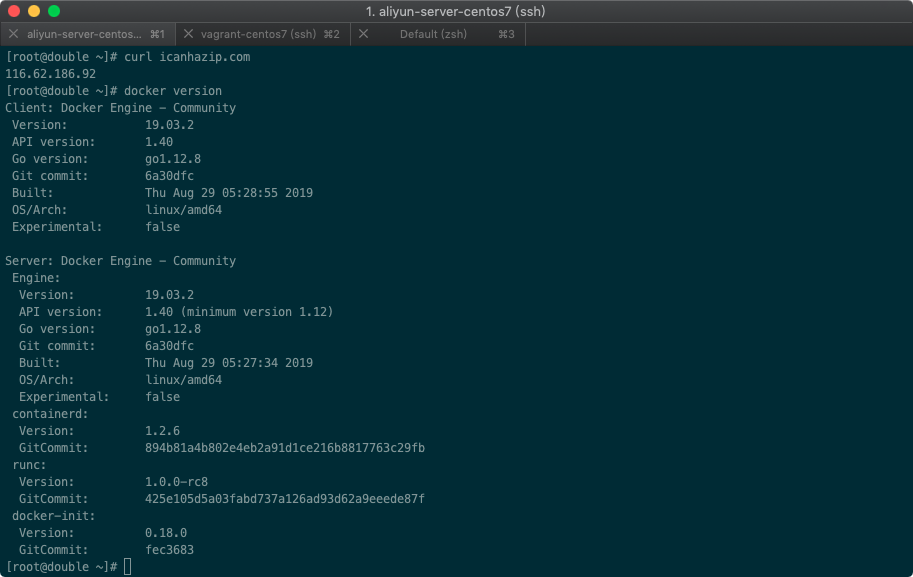 1. aliyun-server-centos7 (ssh)
aliyun-server-centos... ⌘1 vagrant-centos7 (ssh) ⌘2 Default (zsh) ⌘3
[root@double ~]# curl icanhazip.com
116.62.186.92
[root@double ~]# docker version
Client: Docker Engine - Community
 Version:           19.03.2
 API version:       1.40
 Go version:        go1.12.8
 Git commit:        6a30dfc
 Built:             Thu Aug 29 05:28:55 2019
 OS/Arch:           linux/amd64
 Experimental:      false

Server: Docker Engine - Community
 Engine:
  Version:          19.03.2
  API version:      1.40 (minimum version 1.12)
  Go version:       go1.12.8
  Git commit:       6a30dfc
  Built:            Thu Aug 29 05:27:34 2019
  OS/Arch:          linux/amd64
  Experimental:     false
 containerd:
  Version:          1.2.6
  GitCommit:        894b81a4b802e4eb2a91d1ce216b8817763c29fb
 runc:
  Version:          1.0.0-rc8
  GitCommit:        425e105d5a03fabd737a126ad93d62a9eeede87f
 docker-init:
  Version:          0.18.0
  GitCommit:        fec3683
[root@double ~]#